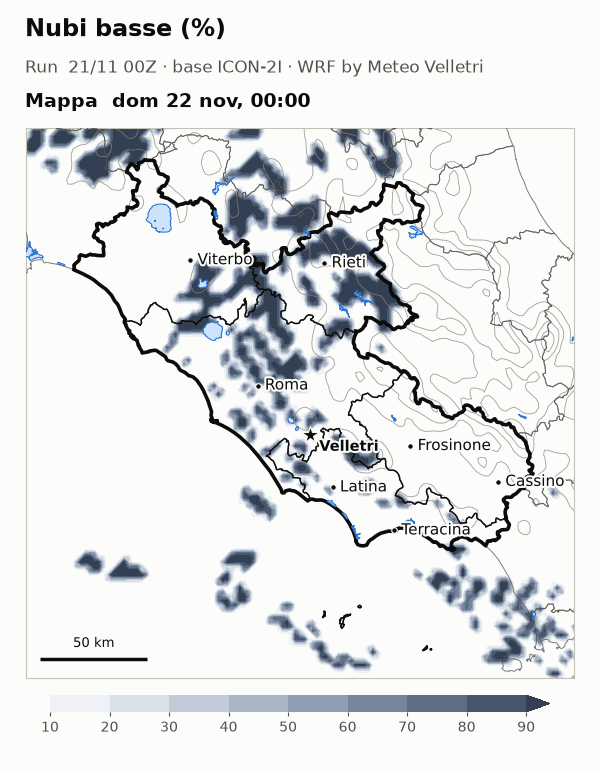 Nubi basse (%)
Run  21/11 00Z · base ICON-2I · WRF by Meteo Velletri
Mappa  dom 22 nov, 00:00
Viterbo
Rieti
Roma
Velletri
Frosinone
Cassino
Latina
Terracina
50 km
10 20 30 40 50 60 70 80 90